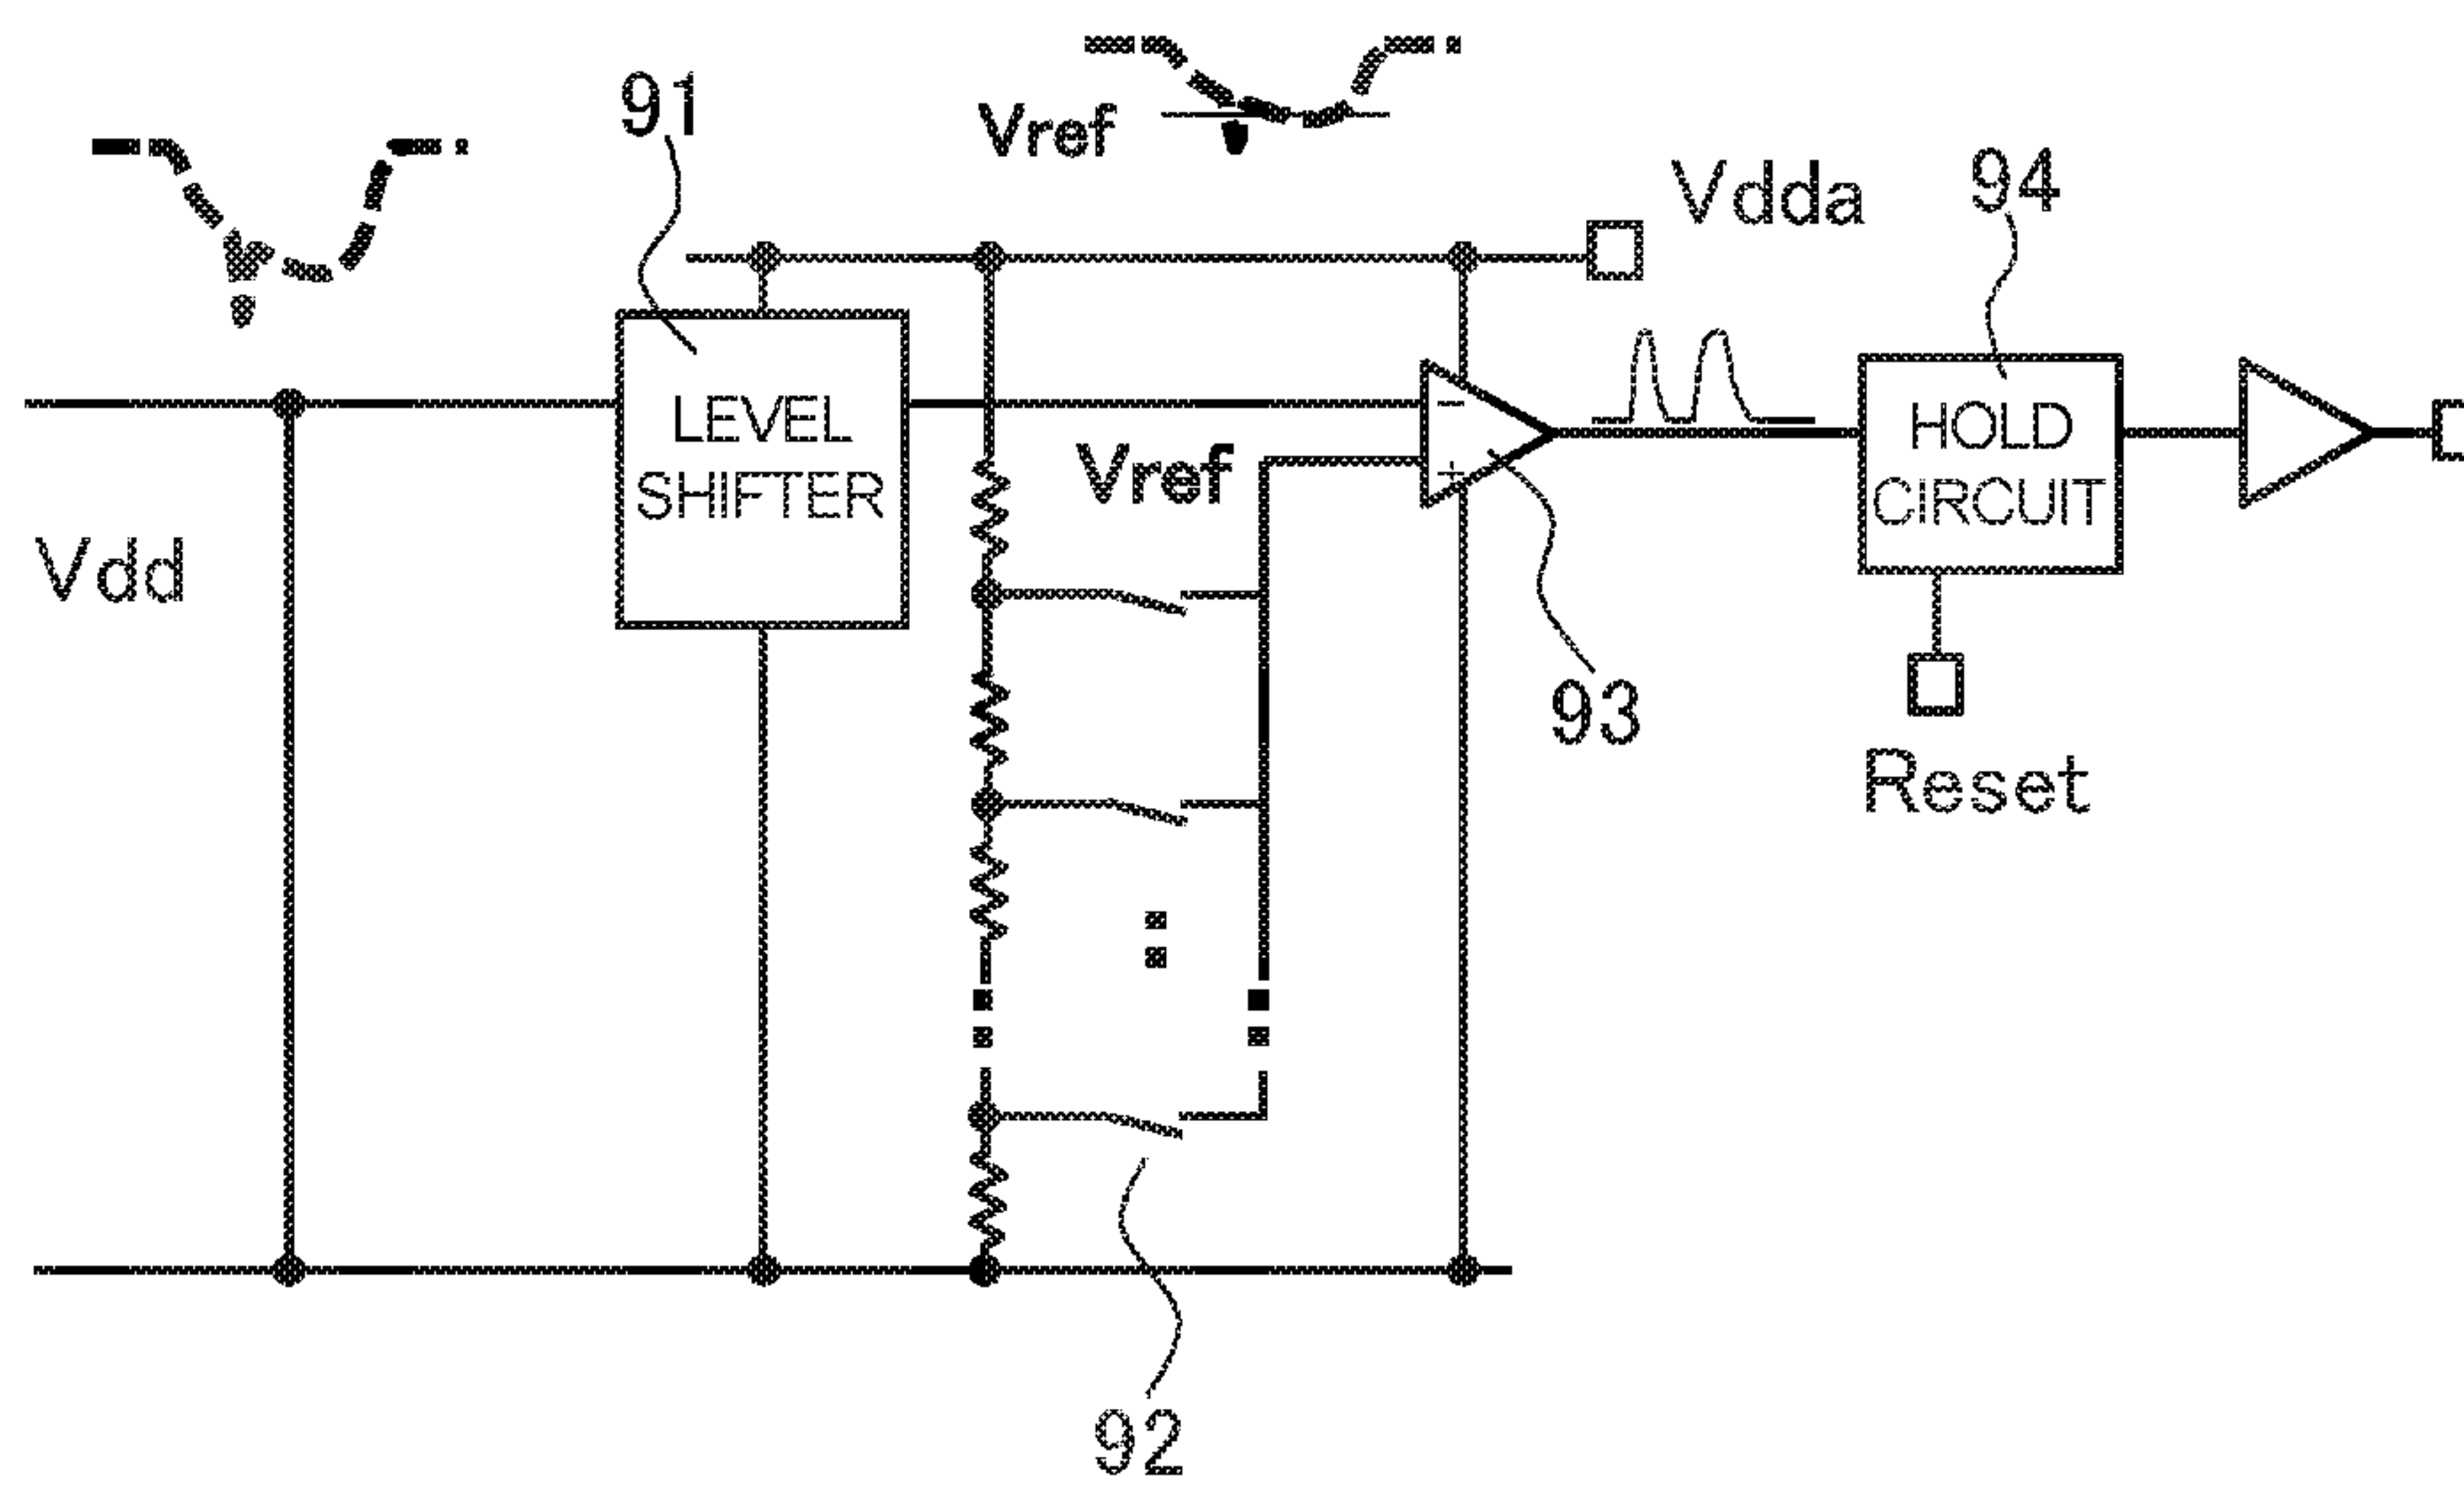 91
Vref
Vdda
94
LEVEL
SHIFTER
Vref
-
+
HOLD
CIRCUIT
Vdd
93
Reset
92